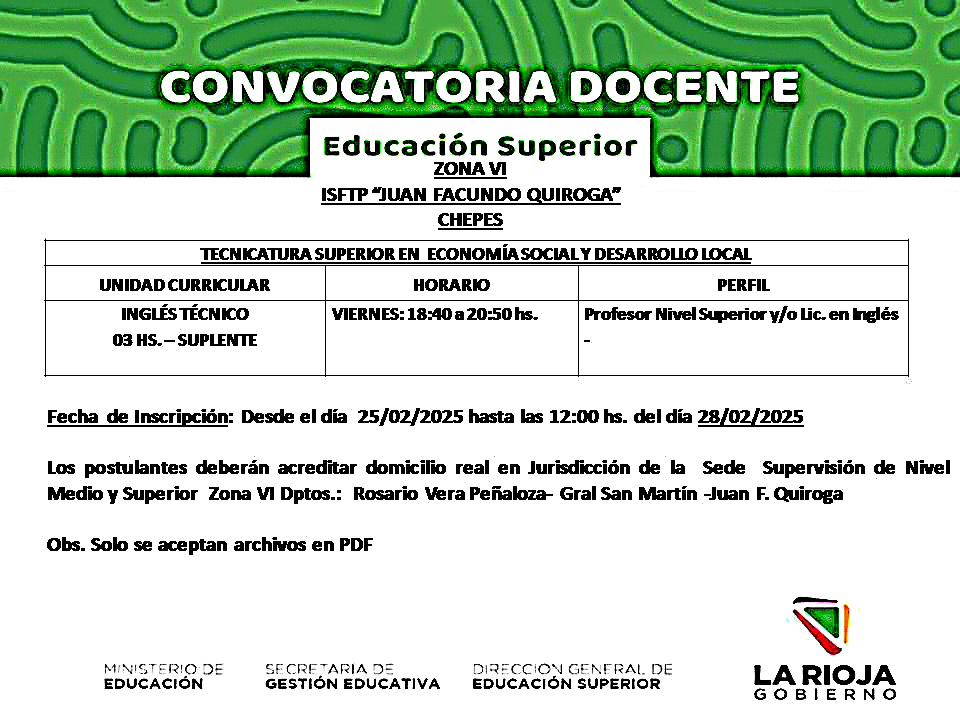 CONVOCATORIA DOCENTE
Educación Superior
ZONA VI
ISFTP “JUAN FACUNDO QUIROGA”
CHEPES
TECNICATURA SUPERIOR EN ECONOMÍA SOCIAL Y DESARROLLO LOCAL
UNIDAD CURRICULAR HORARIO PERFIL
INGLÉS TÉCNICO VIERNES: 18:40 a 20:50 hs. Profesor Nivel Superior y/o Lic. en Inglés
03 HS. – SUPLENTE -
Fecha de Inscripción: Desde el día 25/02/2025 hasta las 12:00 hs. del día 28/02/2025
Los postulantes deberán acreditar domicilio real en Jurisdicción de la Sede Supervisión de Nivel
Medio y Superior Zona VI Dptos.: Rosario Vera Peñaloza- Gral San Martín -Juan F. Quiroga
Obs. Solo se aceptan archivos en PDF
MINISTERIO DE SECRETARIA DE DIRECCION GENERAL DE
EDUCACIÓN GESTIÓN EDUCATIVA EDUCACIÓN SUPERIOR
LA RIOJA
GOBIERNO